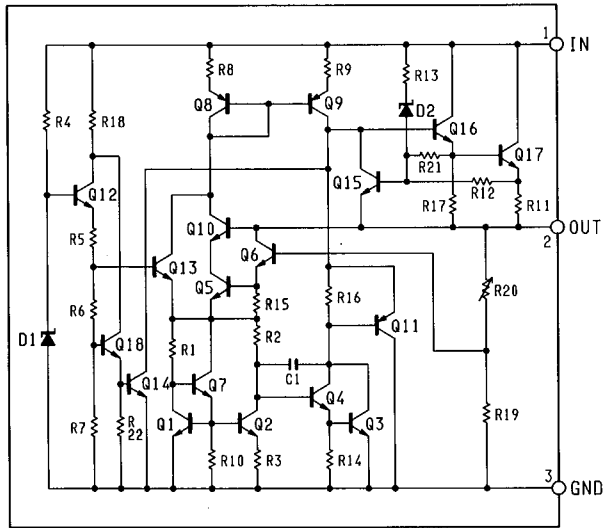 1 IN
R8
R9
R13
R4
R18
Q8
Q9
D2
Q16
Q17
Q12
Q15
R21
R12
R17
R11
OUT
2
R5
Q10
Q6
Q13
Q5
R20
R6
R15
R16
Q11
D1
Q18
R1
R2
C1
Q14
Q7
Q4
R19
R7
R
22
Q1
Q2
Q3
R10
R3
R14
3
GND